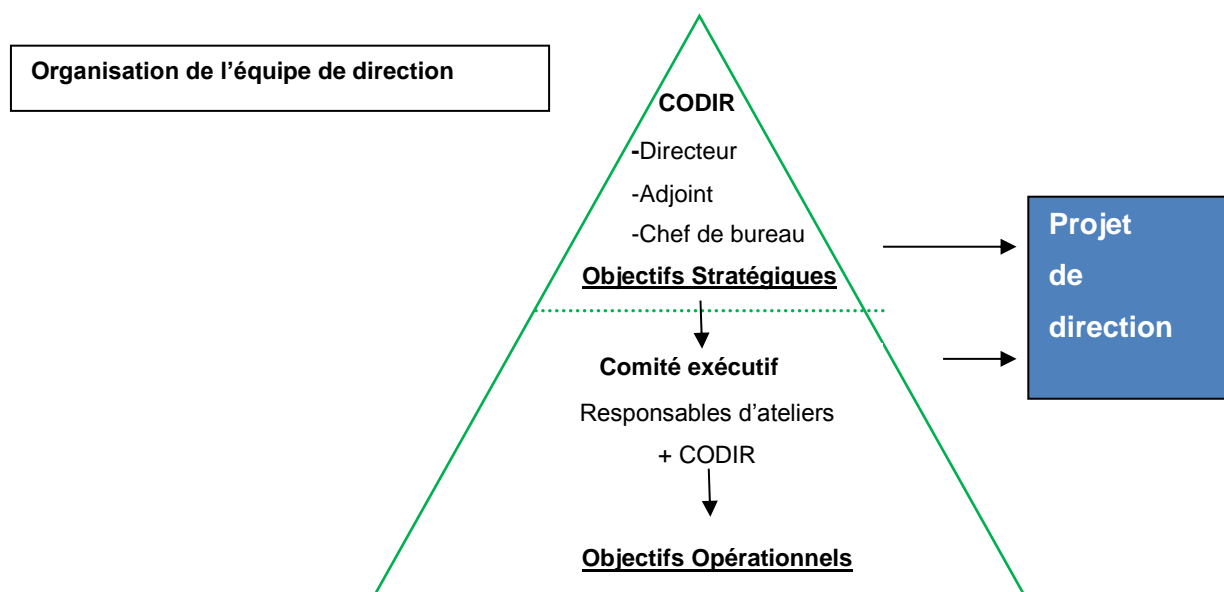 Organisation de l’équipe de direction
CODIR
-Directeur
-Adjoint
-Chef de bureau
Objectifs Stratégiques
Comité exécutif
Responsables d’ateliers
+ CODIR
Objectifs Opérationnels
Projet
de
direction